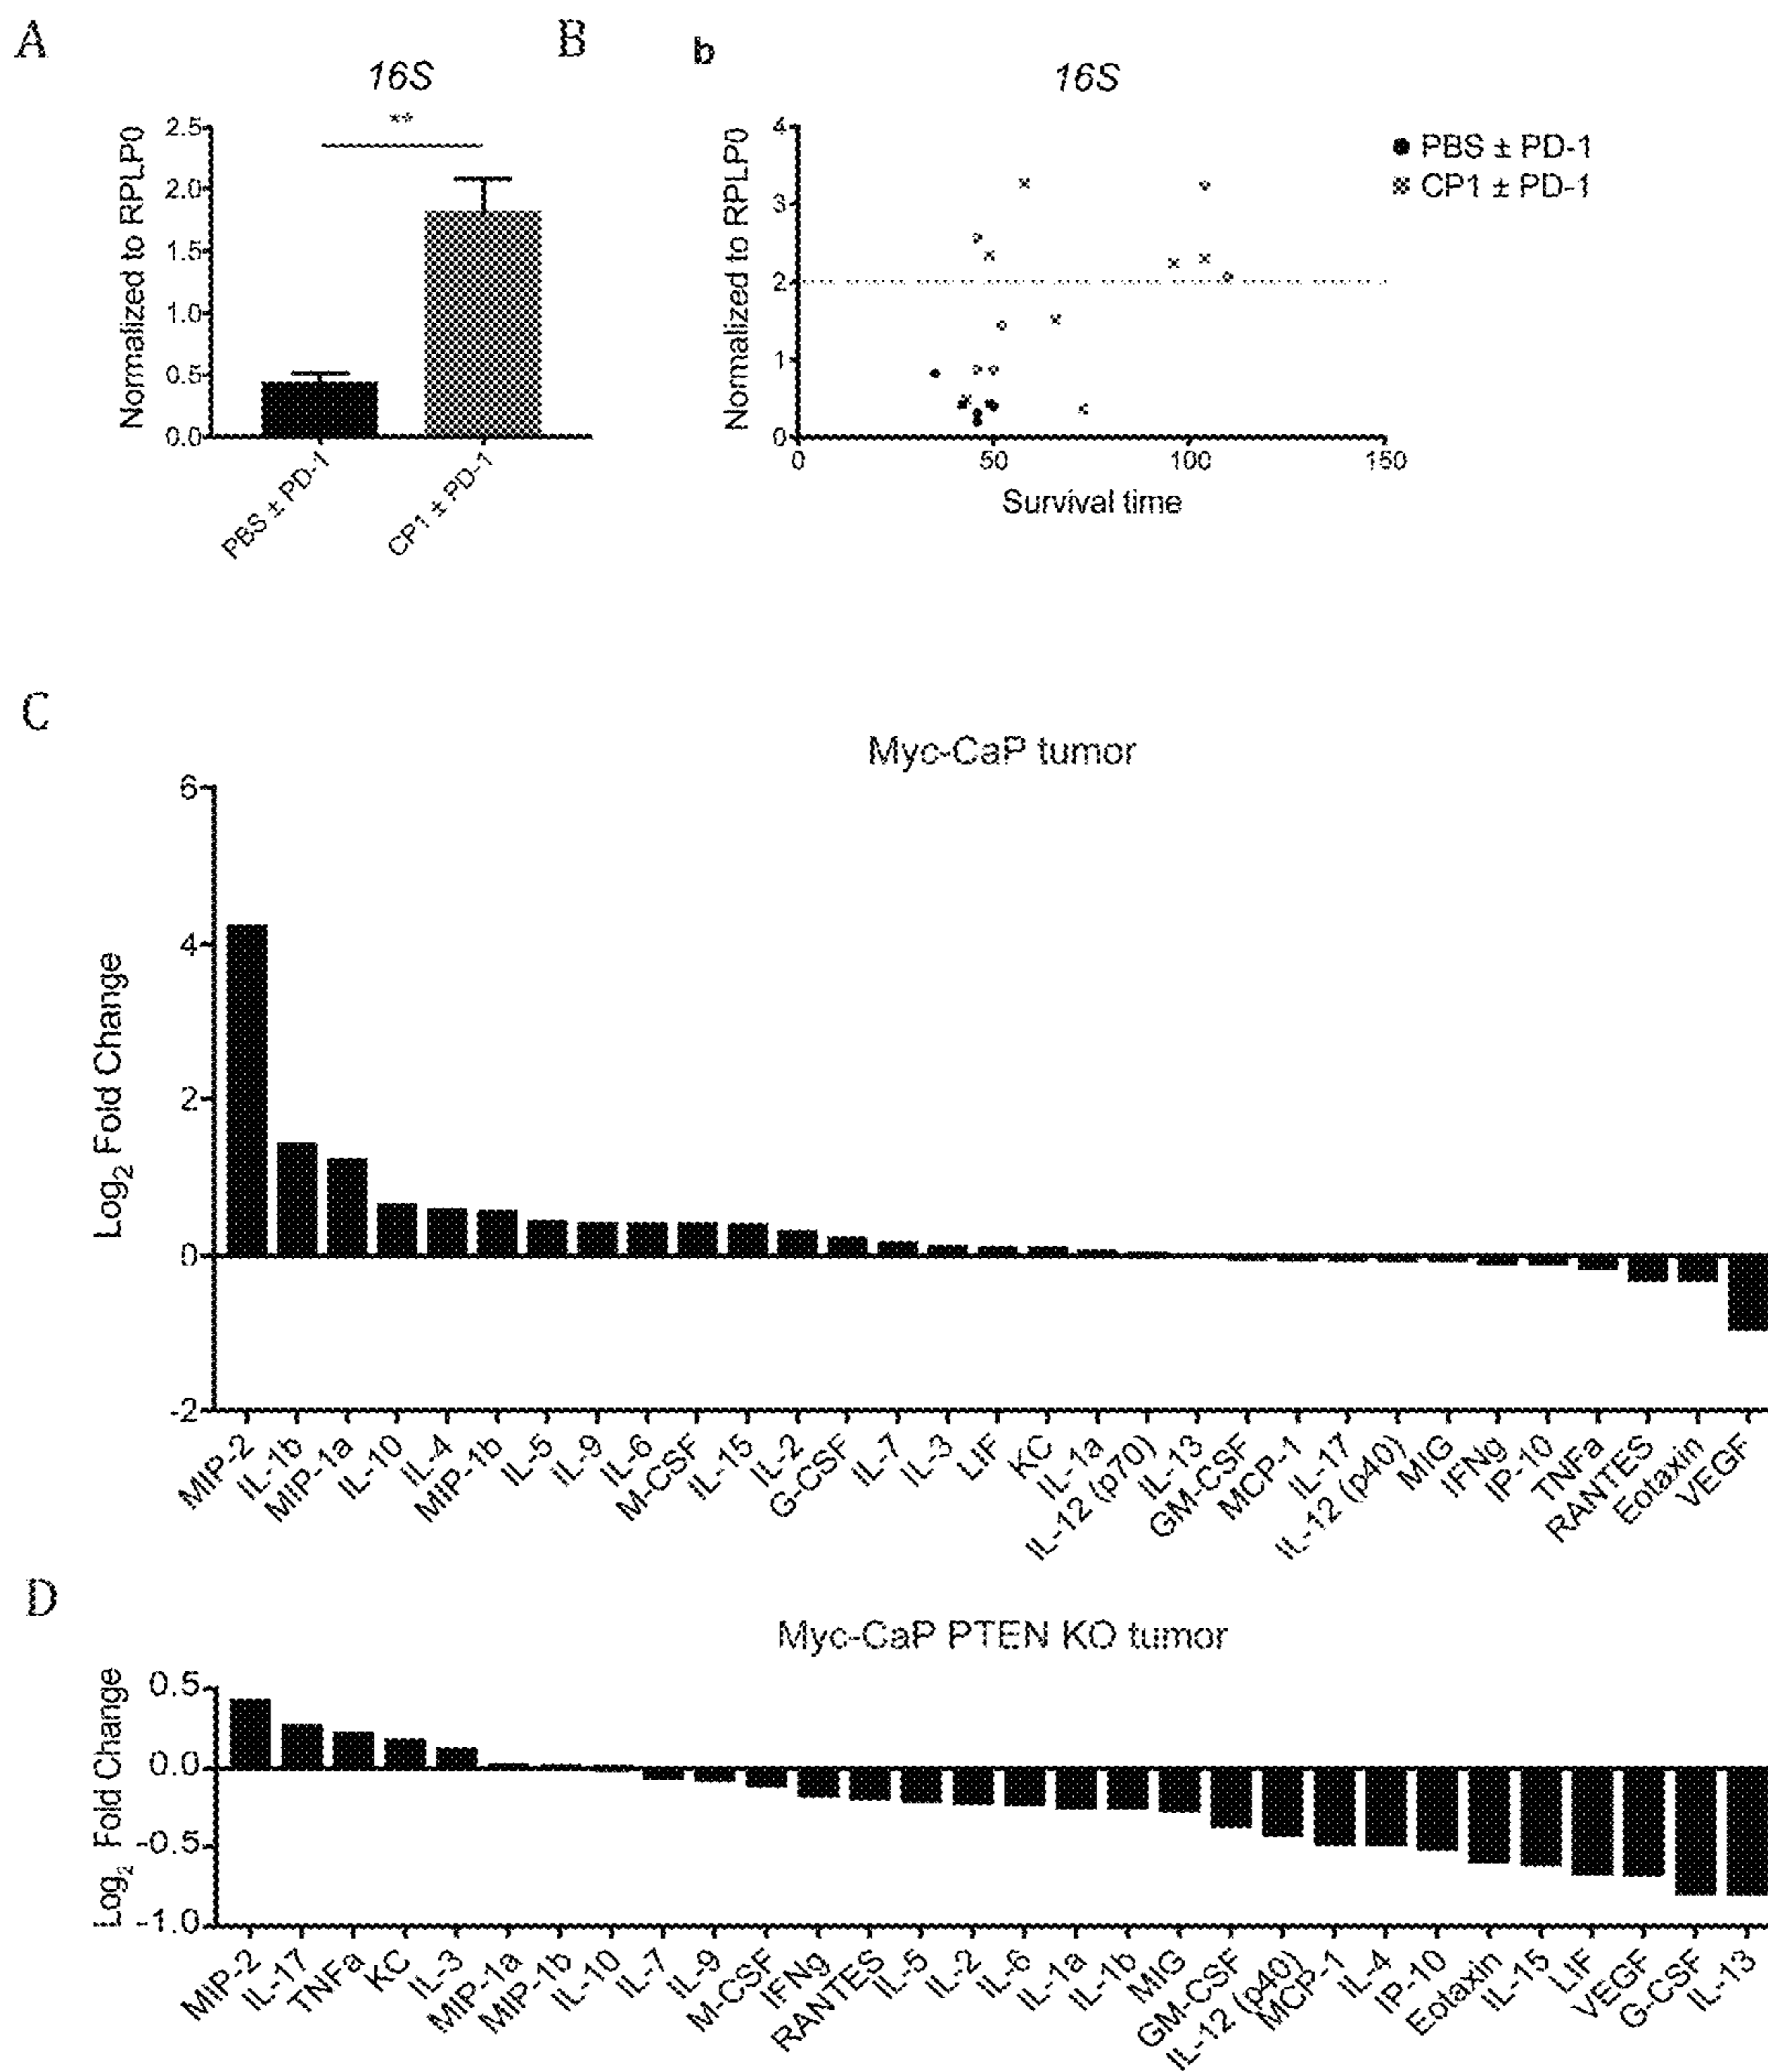 A
16S
**
Normalized to RPLP0
2.5
2.0
1.5
1.0
0.5
0.0
PBS ± PD-1
CP1 ± PD-1
B
b
16S
Normalized to RPLP0
4
3
2
1
0
0
50
100
150
Survival time
PBS ± PD-1
CP1 ± PD-1
C
Myc-CaP tumor
Log2 Fold Change
6
4
2
0
-2
MIP-2
IL-1b
MIP-1a
IL-10
IL-4
MIP-1b
IL-5
IL-9
IL-6
M-CSF
IL-15
IL-2
G-CSF
IL-7
IL-3
LIF
KC
IL-1a
IL-12 (p70)
IL-13
GM-CSF
MCP-1
IL-17
IL-12 (p40)
MIG
IFNg
IP-10
TNFa
RANTES
Eotaxin
VEGF
D
Myc-CaP PTEN KO tumor
Log2 Fold Change
0.5
0.0
-0.5
-1.0
MIP-2
IL-17
TNFa
KC
IL-3
MIP-1a
MIP-1b
IL-10
IL-7
IL-9
M-CSF
IFNg
RANTES
IL-5
IL-2
IL-6
IL-1a
IL-1b
MIG
GM-CSF
IL-12 (p40)
MCP-1
IL-4
IP-10
Eotaxin
IL-15
LIF
VEGF
G-CSF
IL-13